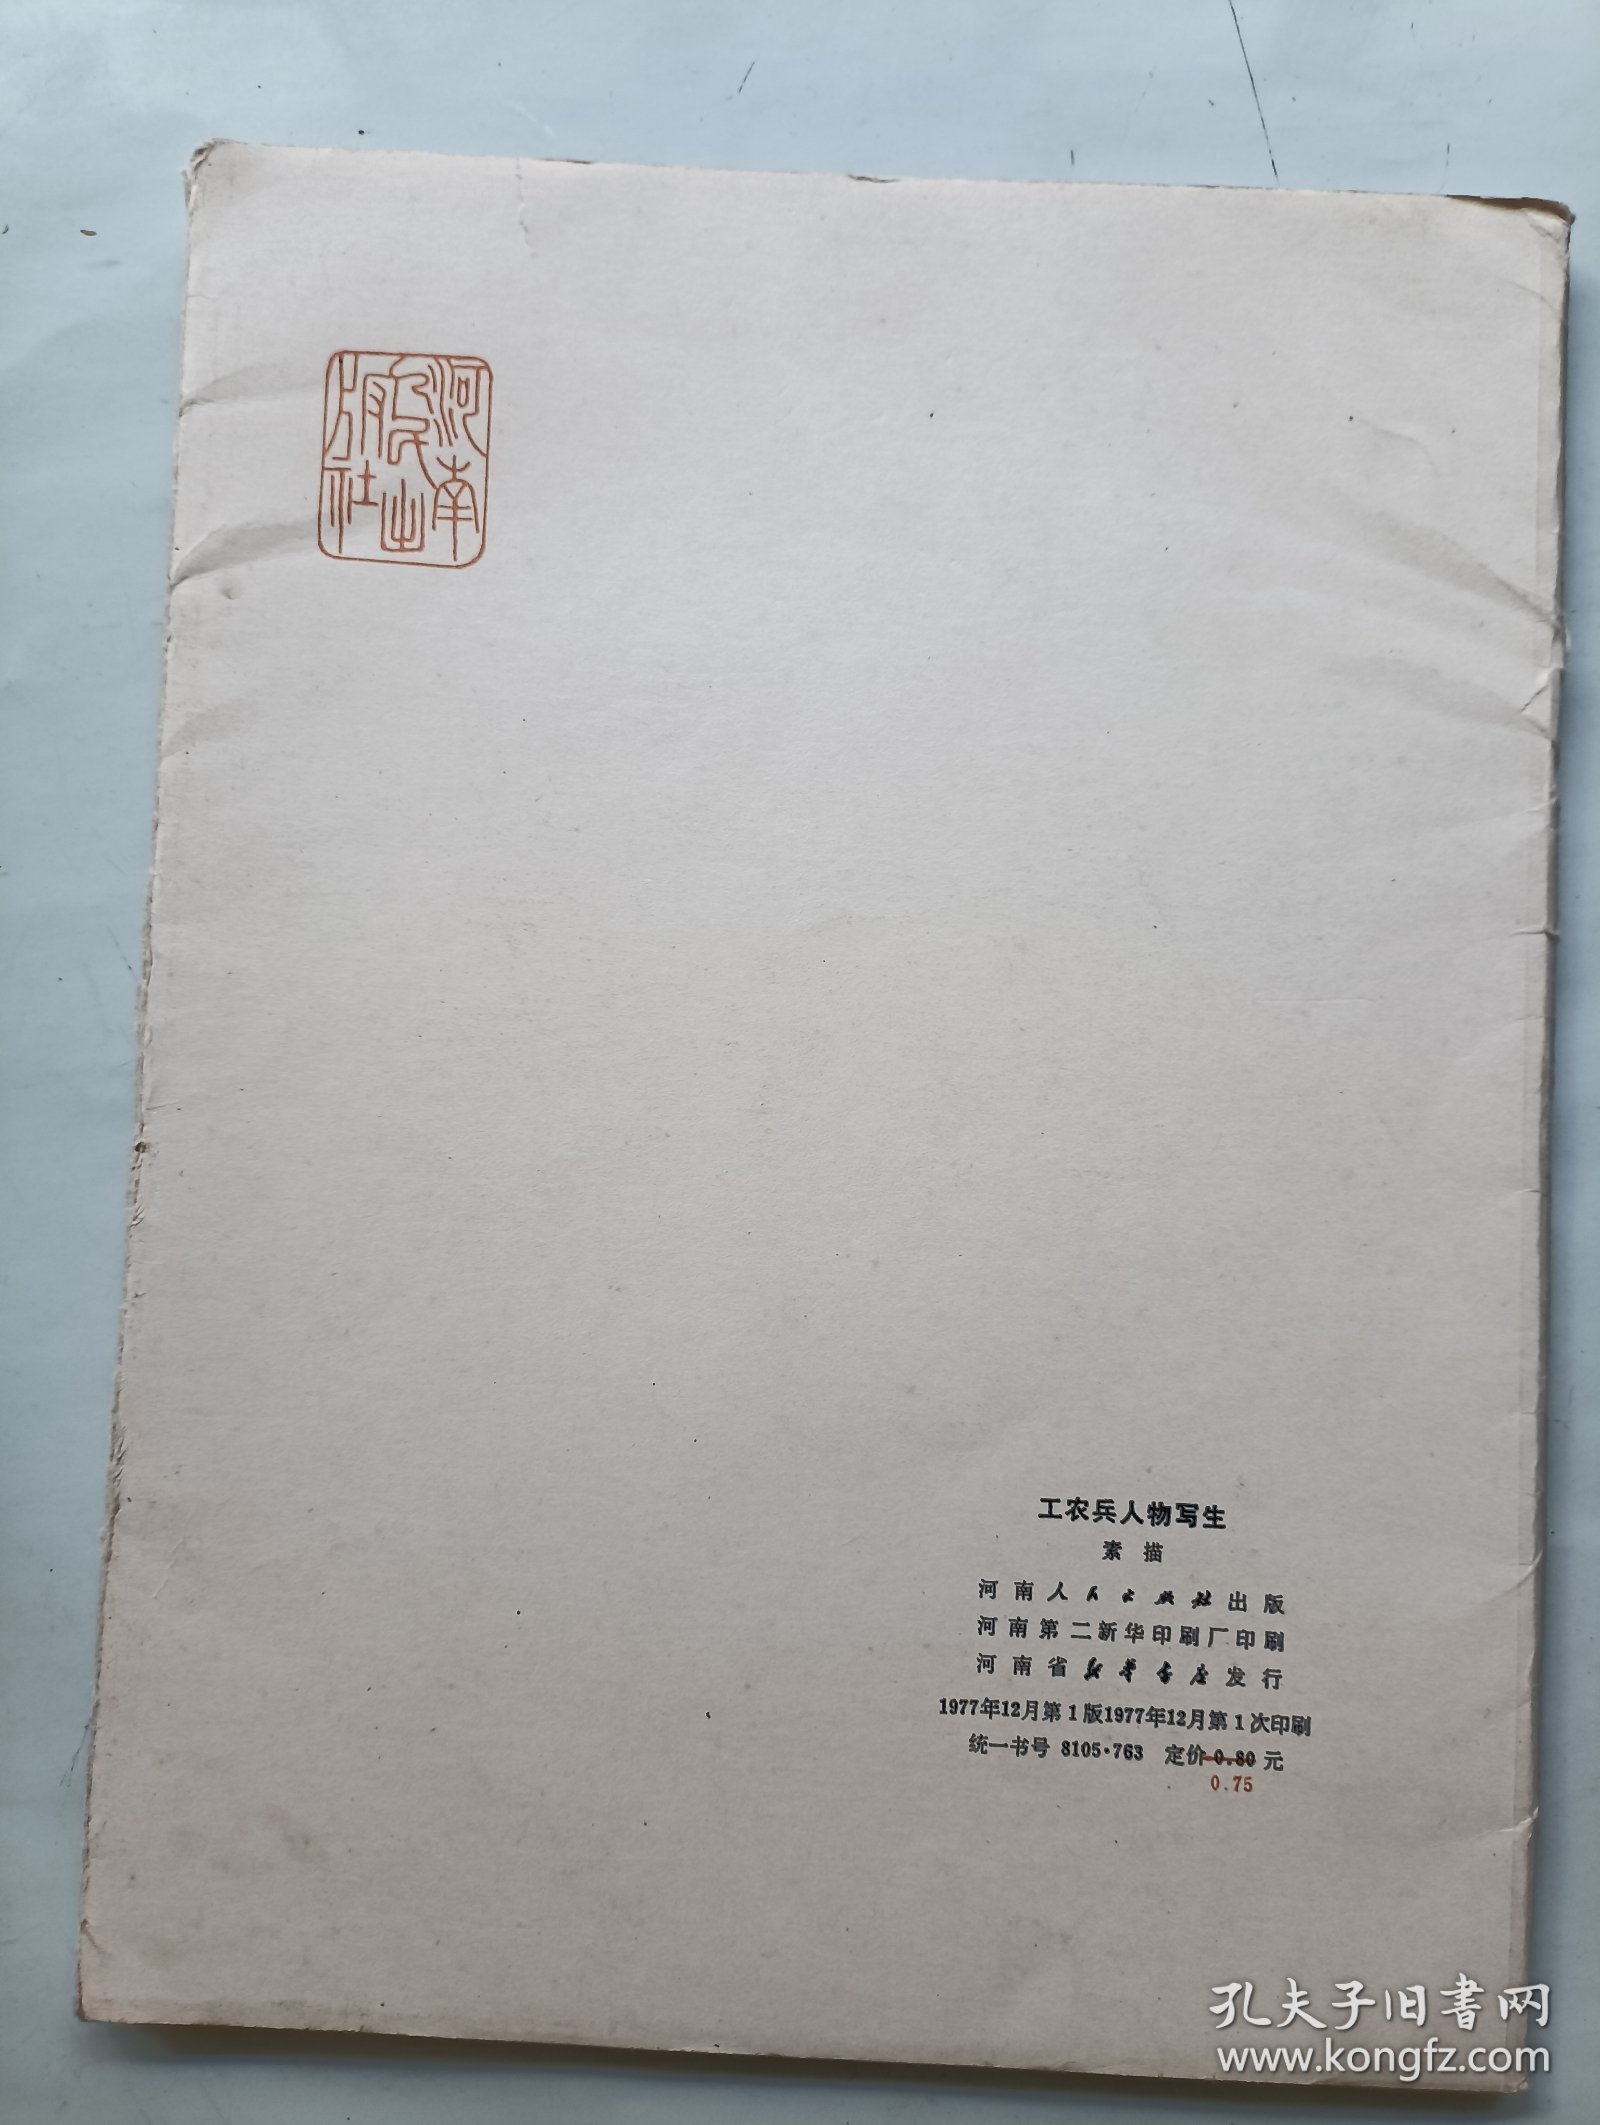 河南
人民出
版社
工农兵人物写生
素描
河南人民出版社出版
河南第二新华印刷厂印刷
河南省新华书店发行
1977年12月第1版1977年12月第1次印刷
统一书号 8105·763 定价 0.80 元
0.75
孔夫子旧书网
www.kongfz.com